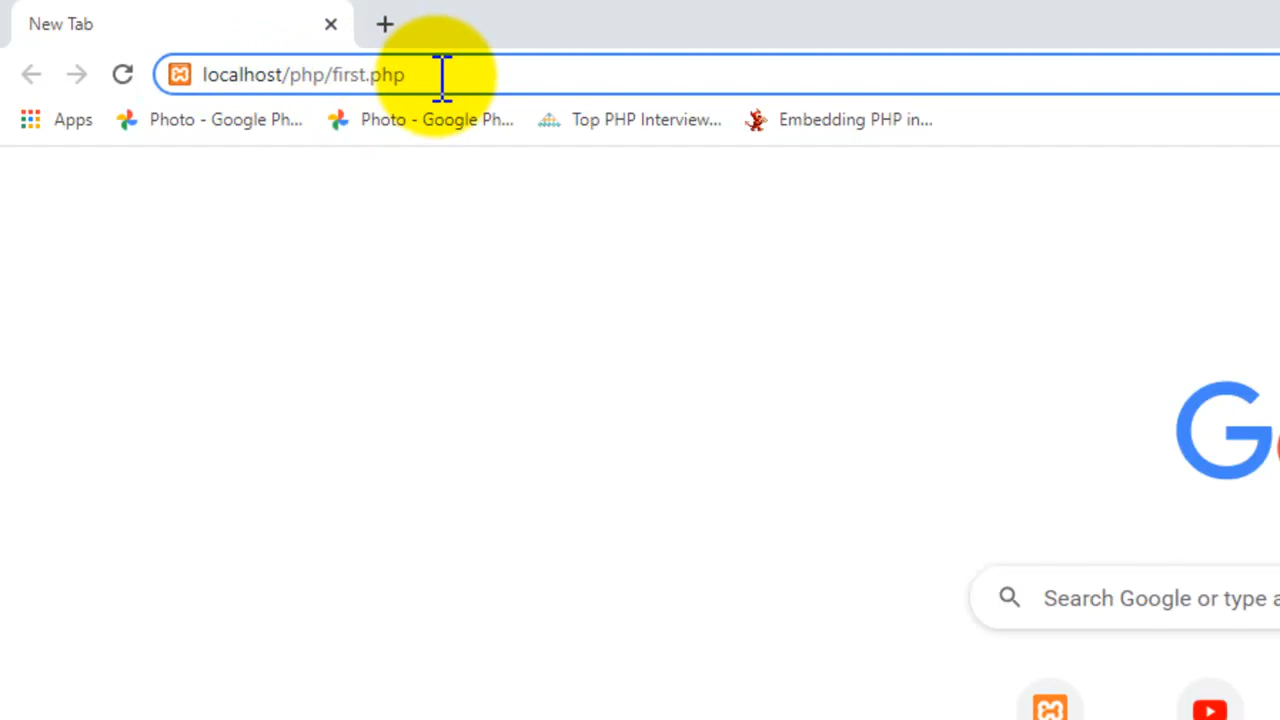 New Tab
localhost/php/first.php
Apps
Photo - Google Ph...
Photo - Google Ph...
Top PHP Interview...
Embedding PHP in...
G
Search Google or type a